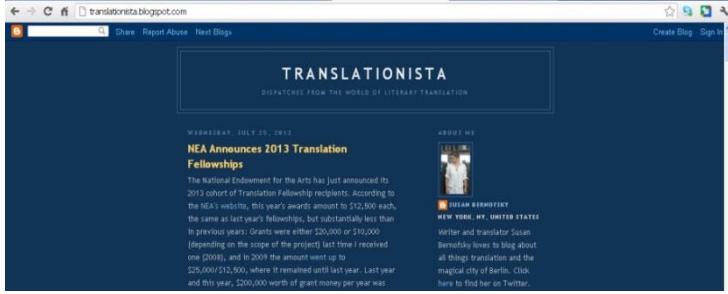 translationista.blogspot.com
Share Report Abuse Next Blog»
Create Blog Sign In
TRANSLATIONISTA
DISPATCHES FROM THE WORLD OF LITERARY TRANSLATION
WEDNESDAY, JULY 25, 2012
NEA Announces 2013 Translation
Fellowships
The National Endowment for the Arts has just announced its
2013 cohort of Translation Fellowship recipients. According to
the NEA's website, this year's awards amount to $12,500 each,
the same as last year's fellowships, but substantially less than
in previous years: Grants were either $20,000 or $10,000
(depending on the scope of the project) last time I received
one (2008), and in 2009 the amount went up to
$25,000/$12,500, where it remained until last year. Last year
and this year, $200,000 worth of grant money per year was
ABOUT ME
SUSAN BERNOFSKY
NEW YORK, NY, UNITED STATES
Writer and translator Susan
Bernofsky loves to blog about
all things translation and the
magical city of Berlin. Click
here to find her on Twitter.